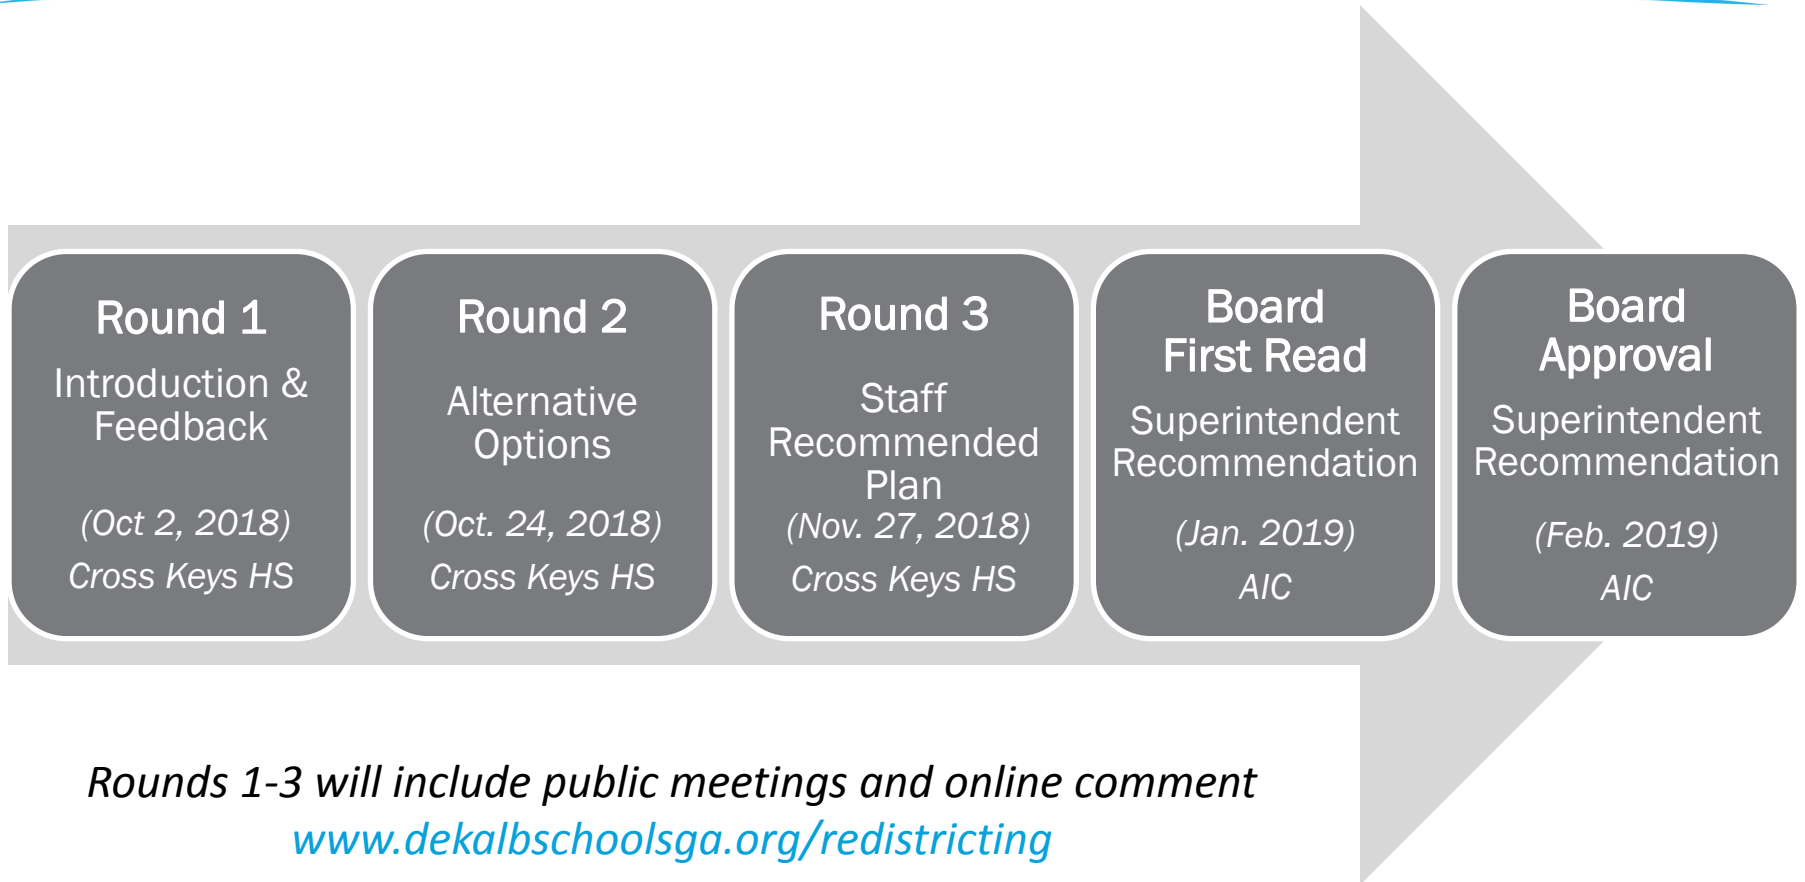 Round 1
Introduction &
Feedback
(Oct 2, 2018)
Cross Keys HS
Round 2
Alternative
Options
(Oct. 24, 2018)
Cross Keys HS
Round 3
Staff
Recommended
Plan
(Nov. 27, 2018)
Cross Keys HS
Board
First Read
Superintendent
Recommendation
(Jan. 2019)
AIC
Board
Approval
Superintendent
Recommendation
(Feb. 2019)
AIC
Rounds 1-3 will include public meetings and online comment
www.dekalbschoolsga.org/redistricting